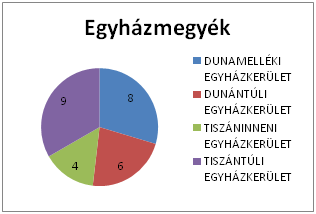 Egyházmegyék
8
6
4
9
DUNAMELLÉKI
EGYHÁZKERÜLET
DUNÁNTÚLI
EGYHÁZKERÜLET
TISZÁNINNENI
EGYHÁZKERÜLET
TISZÁNTÚLI
EGYHÁZKERÜLET